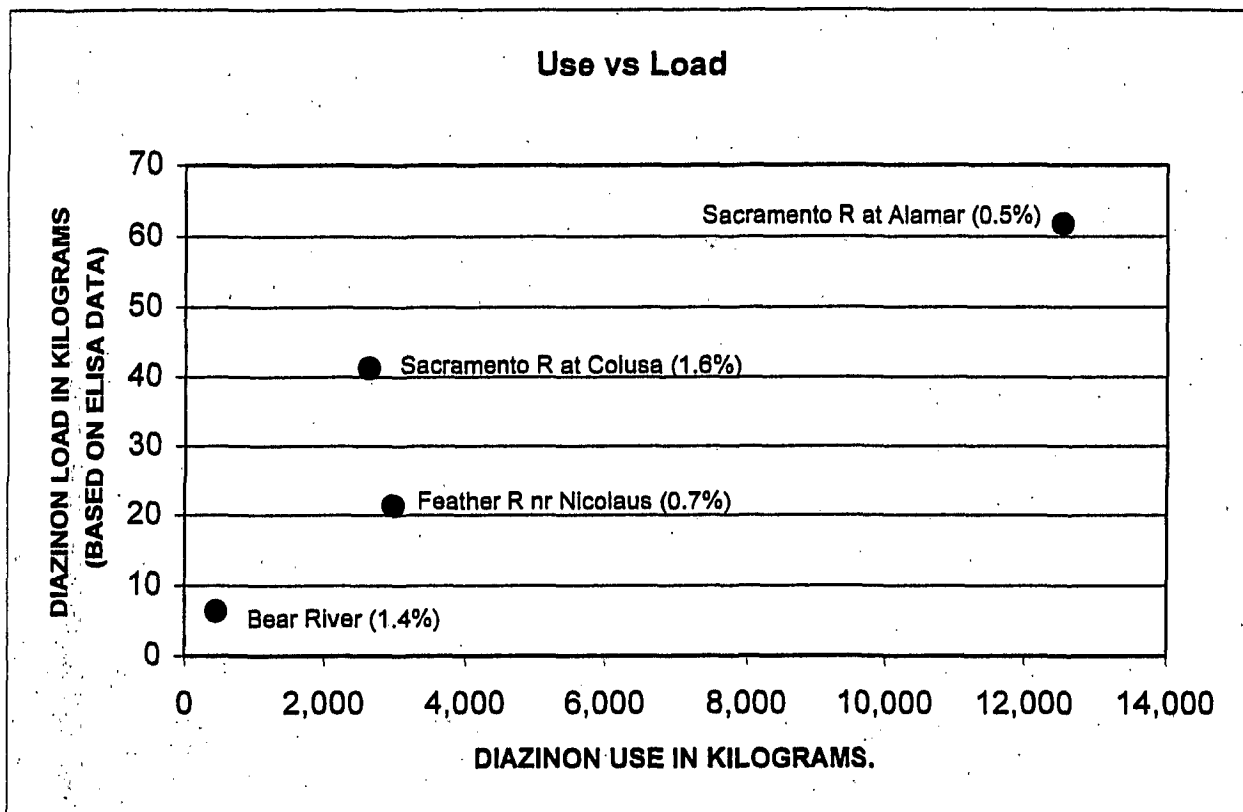 Use vs Load
DIAZINON LOAD IN KILOGRAMS
(BASED ON ELISA DATA)
70
60
50
40
30
20
10
0
Sacramento R at Alamar (0.5%)
Sacramento R at Colusa (1.6%)
Feather R nr Nicolaus (0.7%)
Bear River (1.4%)
0 2,000 4,000 6,000 8,000 10,000 12,000 14,000
DIAZINON USE IN KILOGRAMS.